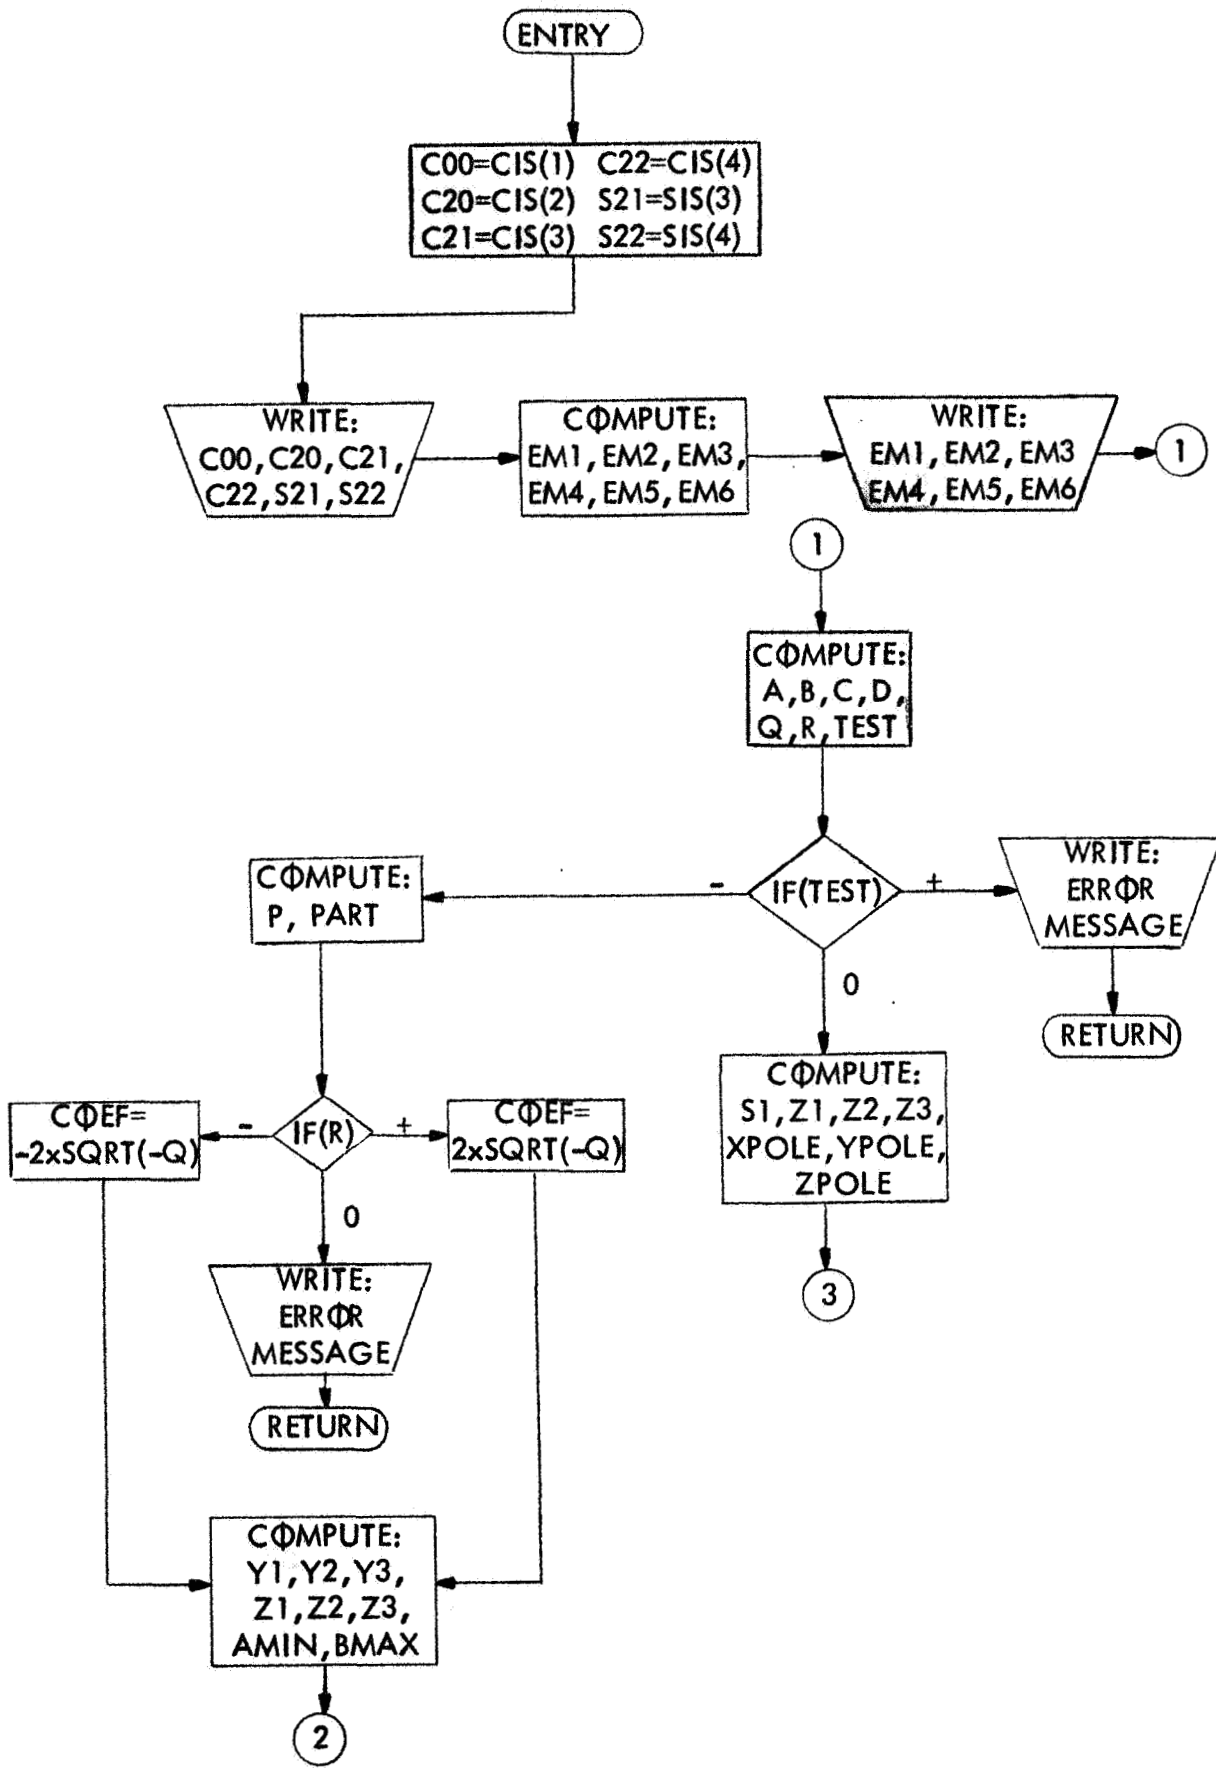 ENTRY
C00=CIS(1) C22=CIS(4)
C20=CIS(2) S21=SIS(3)
C21=CIS(3) S22=SIS(4)
WRITE:
C00,C20,C21,
C22,S21,S22
CΦMPUTE:
EM1,EM2,EM3,
EM4,EM5,EM6
WRITE:
EM1,EM2,EM3
EM4,EM5,EM6
1
1
CΦMPUTE:
A,B,C,D,
Q,R,TEST
IF(TEST)
-
+
0
WRITE:
ERRΦR
MESSAGE
RETURN
CΦMPUTE:
P, PART
CΦMPUTE:
S1,Z1,Z2,Z3,
XPOLE,YPOLE,
ZPOLE
3
IF(R)
-
+
0
CΦEF=
-2xSQRT(-Q)
CΦEF=
2xSQRT(-Q)
WRITE:
ERRΦR
MESSAGE
RETURN
CΦMPUTE:
Y1,Y2,Y3,
Z1,Z2,Z3,
AMIN,BMAX
2